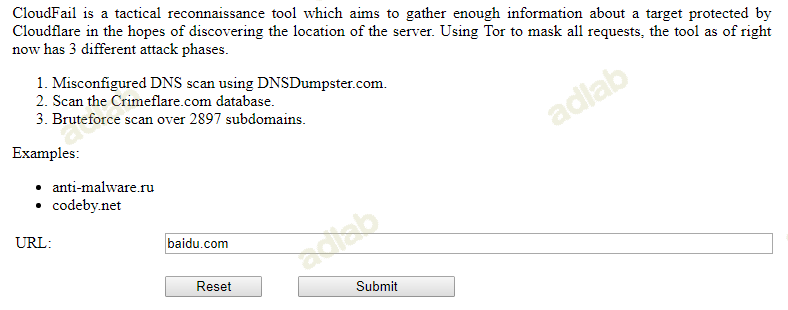 CloudFail is a tactical reconnaissance tool which aims to gather enough information about a target protected by
Cloudflare in the hopes of discovering the location of the server. Using Tor to mask all requests, the tool as of right
now has 3 different attack phases.
1. Misconfigured DNS scan using DNSDumpster.com.
2. Scan the Crimeflare.com database.
3. Bruteforce scan over 2897 subdomains.
adlab
adlab
Examples:
• anti-malware.ru
• codeby.net
adlab
URL:
baidu.com
Reset Submit